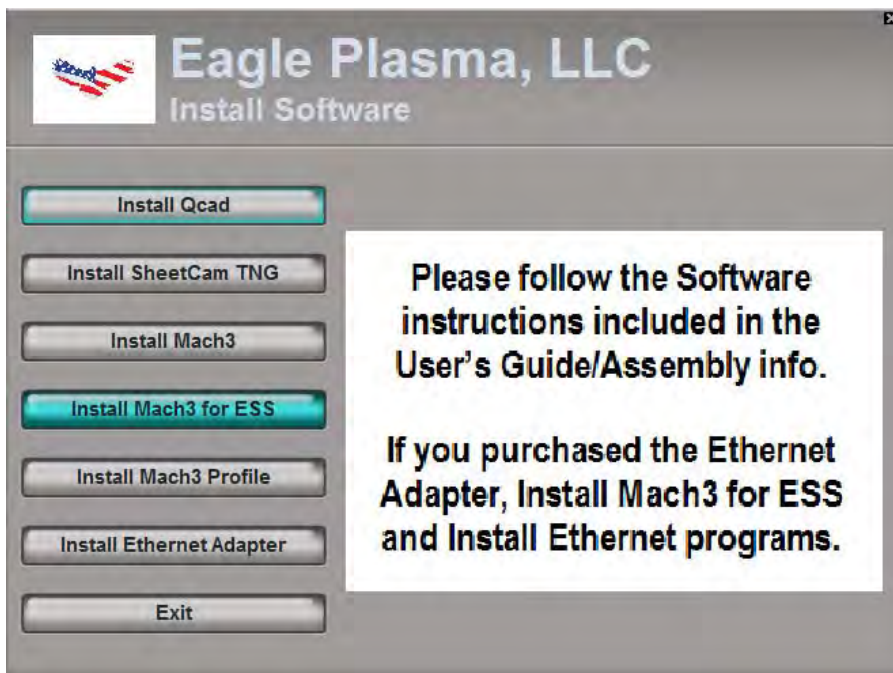 Eagle Plasma, LLC
Install Software
Install Qcad
Install SheetCam TNG
Install Mach3
Install Mach3 for ESS
Install Mach3 Profile
Install Ethernet Adapter
Exit
Please follow the Software
instructions included in the
User's Guide/Assembly info.
If you purchased the Ethernet
Adapter, Install Mach3 for ESS
and Install Ethernet programs.